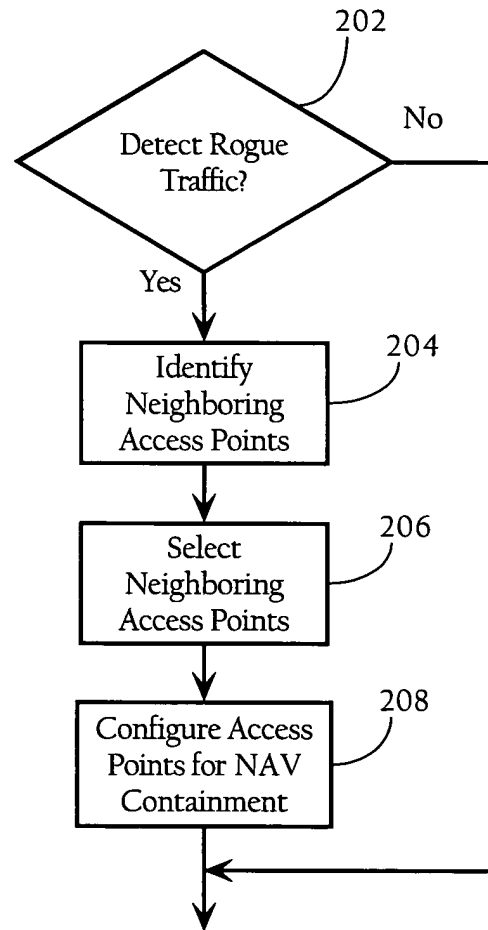 202
No
Detect Rogue
Traffic?
Yes
204
Identify
Neighboring
Access Points
206
Select
Neighboring
Access Points
208
Configure Access
Points for NAV
Containment